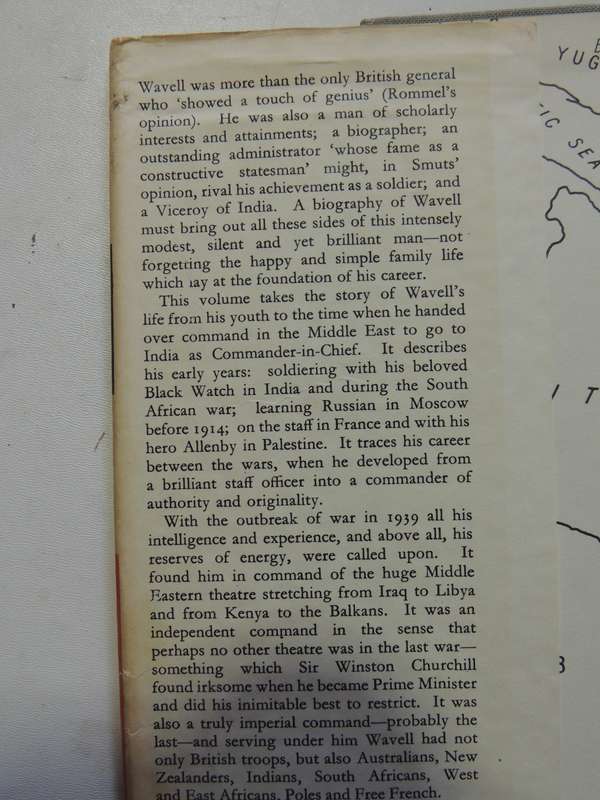 Wavell was more than the only British general
who ‘showed a touch of genius’ (Rommel’s
opinion). He was also a man of scholarly
interests and attainments; a biographer; an
outstanding administrator ‘whose fame as a
constructive statesman’ might, in Smuts’
opinion, rival his achievement as a soldier; and
a Viceroy of India. A biography of Wavell
must bring out all these sides of this intensely
modest, silent and yet brilliant man—not
forgetting the happy and simple family life
which lay at the foundation of his career.
This volume takes the story of Wavell’s
life from his youth to the time when he handed
over command in the Middle East to go to
India as Commander-in-Chief. It describes
his early years: soldiering with his beloved
Black Watch in India and during the South
African war; learning Russian in Moscow
before 1914; on the staff in France and with his
hero Allenby in Palestine. It traces his career
between the wars, when he developed from
a brilliant staff officer into a commander of
authority and originality.
With the outbreak of war in 1939 all his
intelligence and experience, and above all, his
reserves of energy, were called upon. It
found him in command of the huge Middle
Eastern theatre stretching from Iraq to Libya
and from Kenya to the Balkans. It was an
independent command in the sense that
perhaps no other theatre was in the last war—
something which Sir Winston Churchill
found irksome when he became Prime Minister
and did his inimitable best to restrict. It was
also a truly imperial command—probably the
last—and serving under him Wavell had not
only British troops, but also Australians, New
Zealanders, Indians, South Africans, West
and East Africans, Poles and Free French.
YUG
IC SEA
I T